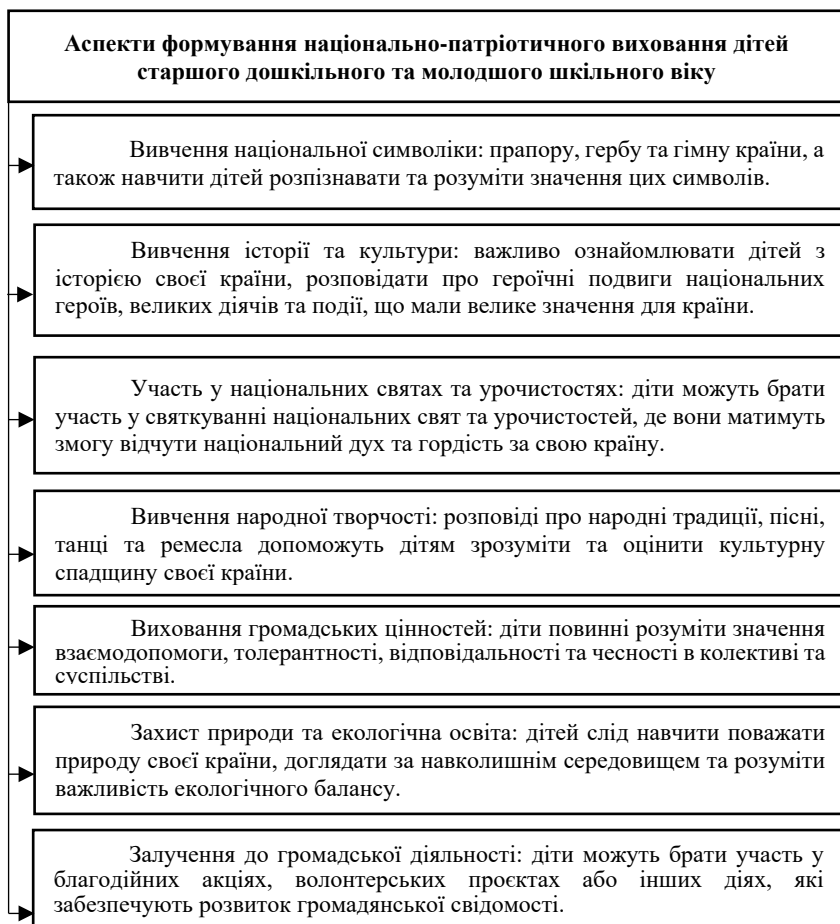 Аспекти формування національно-патріотичного виховання дітей
старшого дошкільного та молодшого шкільного віку
Вивчення національної символіки: прапору, гербу та гімну країни, а
також навчити дітей розпізнавати та розуміти значення цих символів.
Вивчення історії та культури: важливо ознайомлювати дітей з
історією своєї країни, розповідати про героїчні подвиги національних
героїв, великих діячів та події, що мали велике значення для країни.
Участь у національних святах та урочистостях: діти можуть брати
участь у святкуванні національних свят та урочистостей, де вони матимуть
змогу відчути національний дух та гордість за свою країну.
Вивчення народної творчості: розповіді про народні традиції, пісні,
танці та ремесла допоможуть дітям зрозуміти та оцінити культурну
спадщину своєї країни.
Виховання громадських цінностей: діти повинні розуміти значення
взаємодопомоги, толерантності, відповідальності та чесності в колективі та
суспільстві.
Захист природи та екологічна освіта: дітей слід навчити поважати
природу своєї країни, доглядати за навколишнім середовищем та розуміти
важливість екологічного балансу.
Залучення до громадської діяльності: діти можуть брати участь у
благодійних акціях, волонтерських проєктах або інших діях, які
забезпечують розвиток громадянської свідомості.